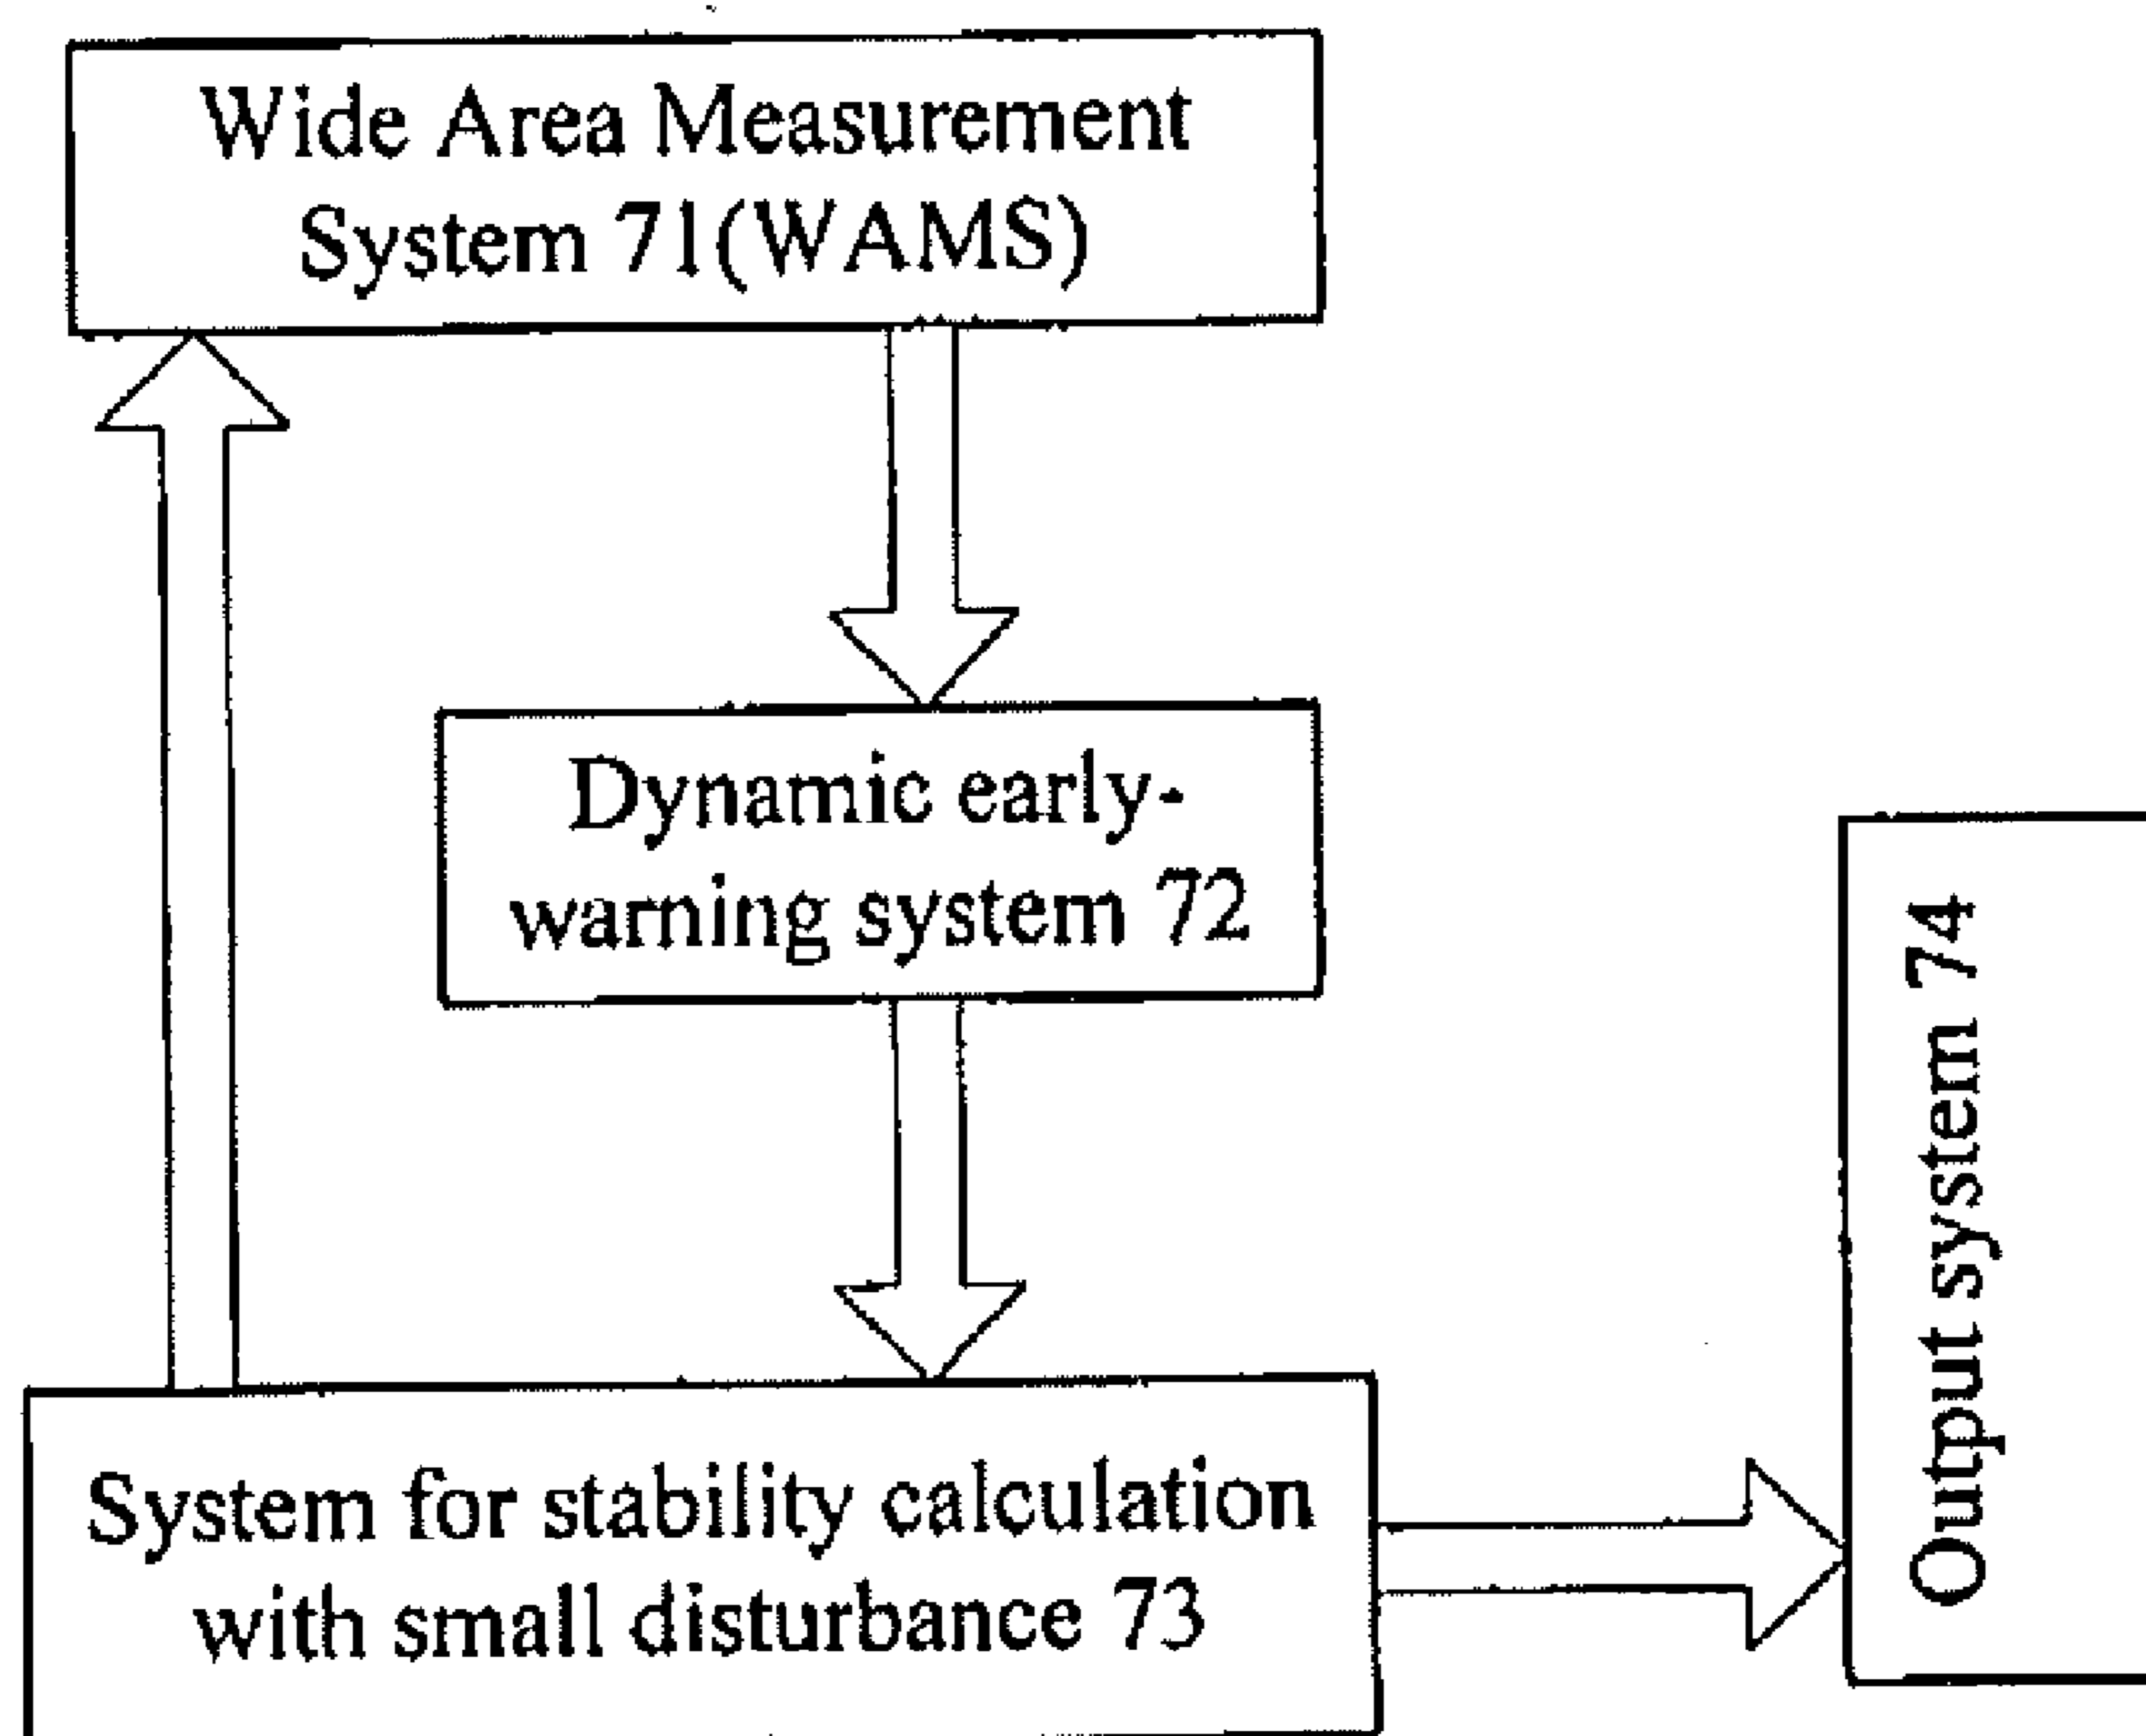 Wide Area Measurement
System 71(WAMS)
Dynamic early-
warning system 72
System for stability calculation
with small disturbance 73
Output system 74